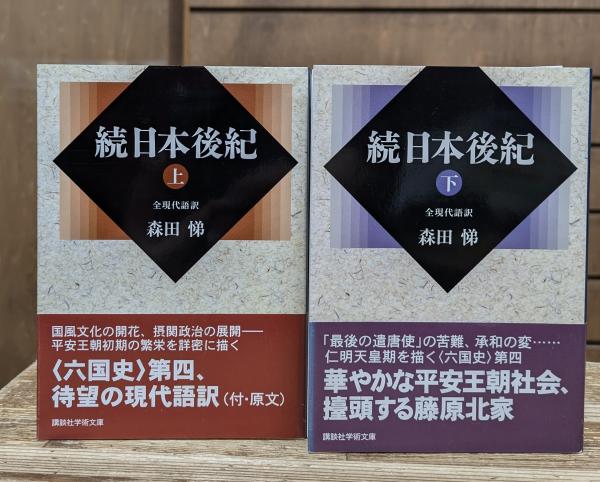 続日本後紀
上
全現代語訳
森田 悌
国風文化の開花、摂関政治の展開――
平安王朝初期の繁栄を詳密に描く
〈六国史〉第四、
待望の現代語訳(付・原文)
講談社学術文庫
続日本後紀
下
全現代語訳
森田 悌
「最後の遣唐使」の苦難、承和の変……
仁明天皇期を描く〈六国史〉第四
華やかな平安王朝社会、
擡頭する藤原北家
講談社学術文庫